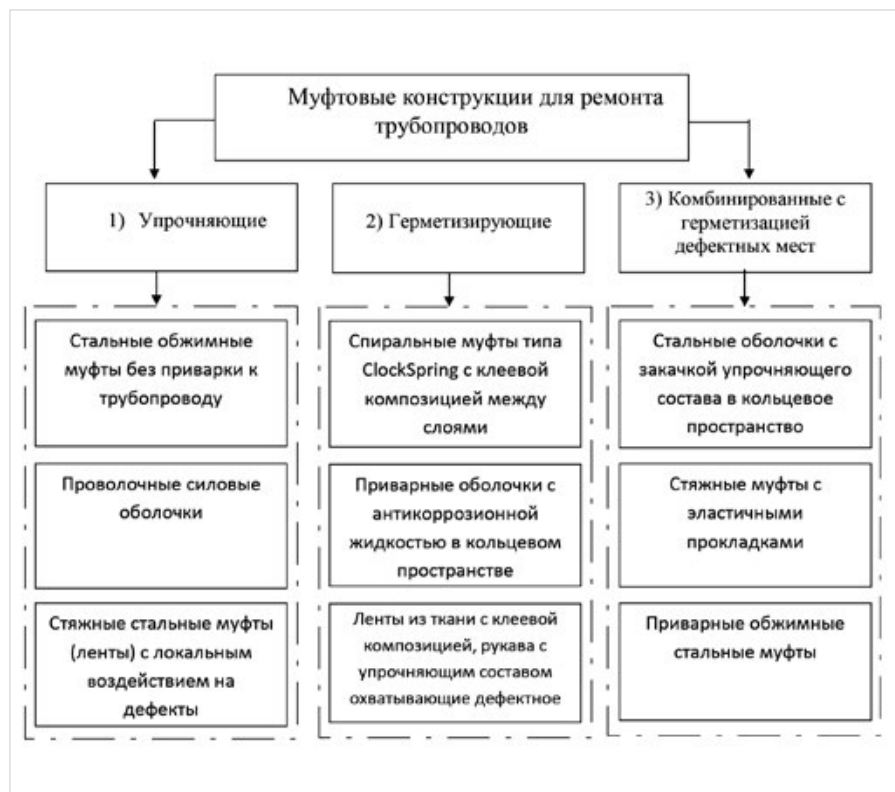 Муфтовые конструкции для ремонта
трубопроводов
1) Упрочняющие
2) Герметизирующие
3) Комбинированные с
герметизацией
дефектных мест
Стальные обжимные
муфты без приварки к
трубопроводу
Проволочные силовые
оболочки
Стяжные стальные муфты
(ленты) с локальным
воздействием на
дефекты
Спиральные муфты типа
ClockSpring с клеевой
композицией между
слоями
Приварные оболочки с
антикоррозионной
жидкостью в кольцевом
пространстве
Ленты из ткани с клеевой
композицией, рукава с
упрочняющим составом
охватывающие дефектное
Стальные оболочки с
закачкой упрочняющего
состава в кольцевое
пространство
Стяжные муфты с
эластичными
прокладками
Приварные обжимные
стальные муфты